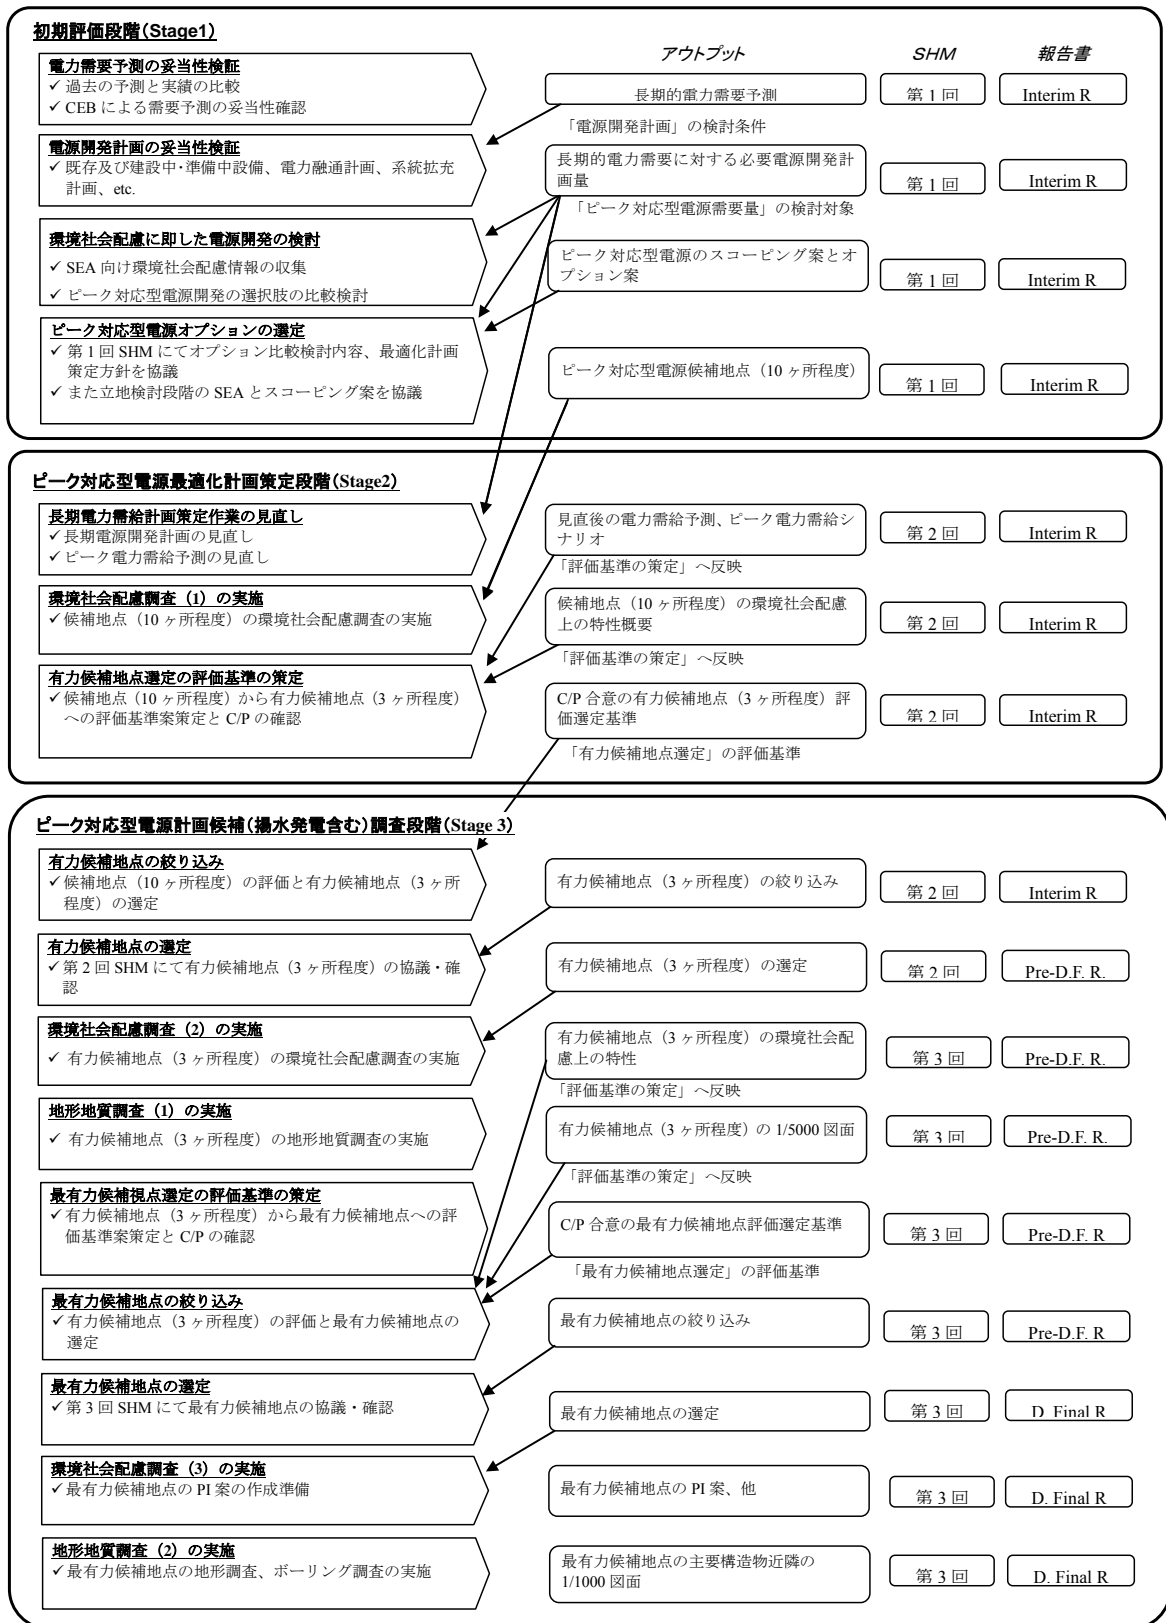 初期評価段階(Stage1)
アウトプット SHM 報告書
電力需要予測の妥当性検証
✓ 過去の予測と実績の比較
✓ CEB による需要予測の妥当性確認
長期的電力需要予測 第 1 回 Interim R
「電源開発計画」の検討条件
電源開発計画の妥当性検証
✓ 既存及び建設中・準備中設備、電力融通計画、系統拡充
計画、etc.
長期的電力需要に対する必要電源開発計
画量
第 1 回 Interim R
「ピーク対応型電源需要量」の検討対象
環境社会配慮に即した電源開発の検討
✓ SEA 向け環境社会配慮情報の収集
✓ ピーク対応型電源開発の選択肢の比較検討
ピーク対応型電源のスコーピング案とオ
プション案
第 1 回 Interim R
ピーク対応型電源オプションの選定
✓ 第 1 回 SHM にてオプション比較検討内容、最適化計画
策定方針を協議
✓ また立地検討段階の SEA とスコーピング案を協議
ピーク対応型電源候補地点（10 ヶ所程度） 第 1 回 Interim R
ピーク対応型電源最適化計画策定段階(Stage2)
長期電力需給計画策定作業の見直し
✓ 長期電源開発計画の見直し
✓ ピーク電力需給予測の見直し
見直後の電力需給予測、ピーク電力需給シ
ナリオ
第 2 回 Interim R
「評価基準の策定」へ反映
環境社会配慮調査（1）の実施
✓ 候補地点（10 ヶ所程度）の環境社会配慮調査の実施
候補地点（10 ヶ所程度）の環境社会配慮
上の特性概要
第 2 回 Interim R
「評価基準の策定」へ反映
有力候補地点選定の評価基準の策定
✓ 候補地点（10 ヶ所程度）から有力候補地点（3 ヶ所程度）
への評価基準案策定と C/P の確認
C/P 合意の有力候補地点（3 ヶ所程度）評
価選定基準
第 2 回 Interim R
「有力候補地点選定」の評価基準
ピーク対応型電源計画候補(揚水発電含む)調査段階(Stage 3)
有力候補地点の絞り込み
✓ 候補地点（10 ヶ所程度）の評価と有力候補地点（3 ヶ所
程度）の選定
有力候補地点（3 ヶ所程度）の絞り込み 第 2 回 Interim R
有力候補地点の選定
✓ 第 2 回 SHM にて有力候補地点（3 ヶ所程度）の協議・確
認
有力候補地点（3 ヶ所程度）の選定 第 2 回 Pre-D.F. R.
環境社会配慮調査（2）の実施
✓ 有力候補地点（3 ヶ所程度）の環境社会配慮調査の実施
有力候補地点（3 ヶ所程度）の環境社会配
慮上の特性
第 3 回 Pre-D.F. R.
「評価基準の策定」へ反映
地形地質調査（1）の実施
✓ 有力候補地点（3 ヶ所程度）の地形地質調査の実施
有力候補地点（3 ヶ所程度）の 1/5000 図面 第 3 回 Pre-D.F. R.
「評価基準の策定」へ反映
最有力候補視点選定の評価基準の策定
✓ 有力候補地点（3 ヶ所程度）から最有力候補地点への評
価基準案策定と C/P の確認
C/P 合意の最有力候補地点評価選定基準 第 3 回 Pre-D.F. R
「最有力候補地点選定」の評価基準
最有力候補地点の絞り込み
✓ 有力候補地点（3 ヶ所程度）の評価と最有力候補地点の
選定
最有力候補地点の絞り込み 第 3 回 Pre-D.F. R
最有力候補地点の選定
✓ 第 3 回 SHM にて最有力候補地点の協議・確認
最有力候補地点の選定 第 3 回 D. Final R
環境社会配慮調査（3）の実施
✓ 最有力候補地点の PI 案の作成準備
最有力候補地点の PI 案、他 第 3 回 D. Final R
地形地質調査（2）の実施
✓ 最有力候補地点の地形調査、ボーリング調査の実施
最有力候補地点の主要構造物近隣の
1/1000 図面
第 3 回 D. Final R